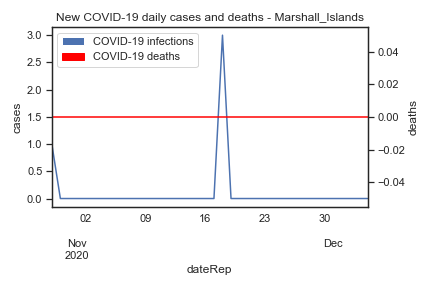 New COVID-19 daily cases and deaths - Marshall_Islands
COVID-19 infections
COVID-19 deaths
cases
3.0
2.5
2.0
1.5
1.0
0.5
0.0
deaths
0.04
0.02
0.00
−0.02
−0.04
02 09 16 23 30
Nov Dec
2020
dateRep